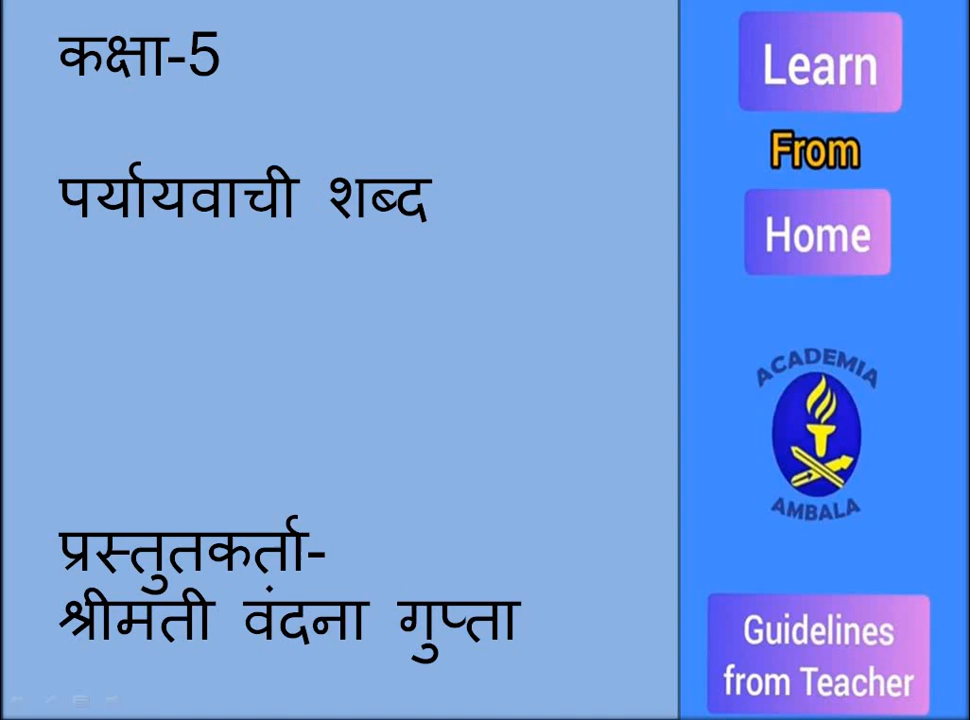 कक्षा-5
पर्यायवाची शब्द
प्रस्तुतकर्ता-
श्रीमती वंदना गुप्ता
Learn
From
Home
ACADEMIA
AMBALA
Guidelines
from Teacher